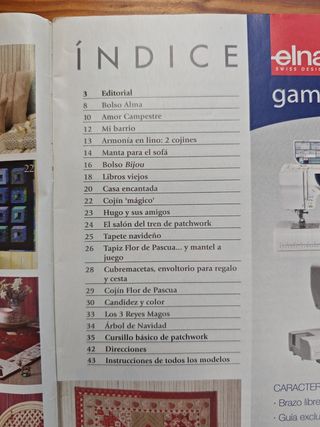 ÍNDICE
3 Editorial
8 Bolso Alina
10 Amor Campestre
12 Mi barrio
13 Armonía en lino: 2 cojines
14 Manta para el sofá
16 Bolso Bijou
18 Libros viejos
20 Casa encantada
22 Cojín 'mágico'
23 Hugo y sus amigos
24 El salón del tren de patchwork
25 Tapete navideño
26 Tapiz Flor de Pascua... y mantel a
juego
28 Cubremacetas, envoltorio para regalo
y cesta
29 Cojín Flor de Pascua
30 Candidez y color
33 Los 3 Reyes Magos
34 Árbol de Navidad
35 Cursillo básico de patchwork
42 Direcciones
43 Instrucciones de todos los modelos
22
elna
SWISS DESIG
gam
CARACTER
· Brazo libre
· Guía exclu